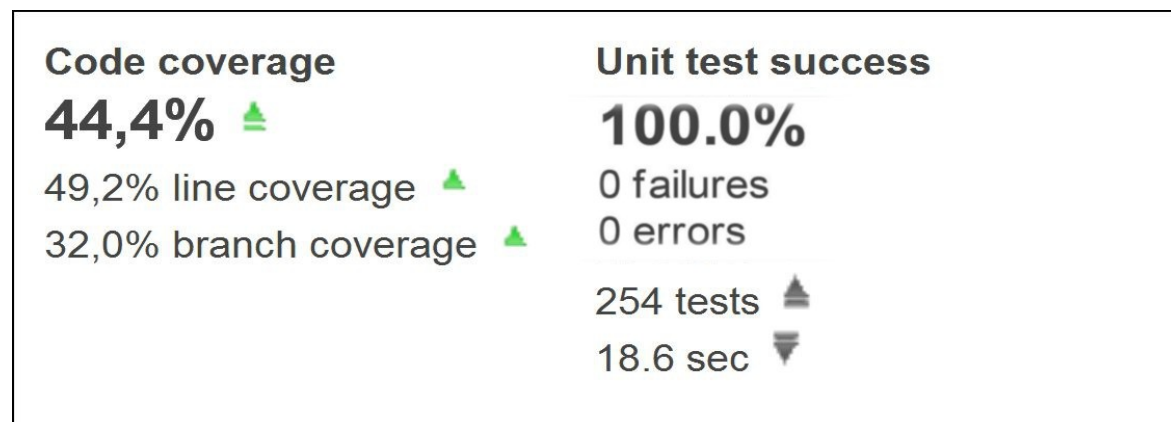 Code coverage
44,4%
49,2% line coverage
32,0% branch coverage
Unit test success
100.0%
0 failures
0 errors
254 tests
18.6 sec